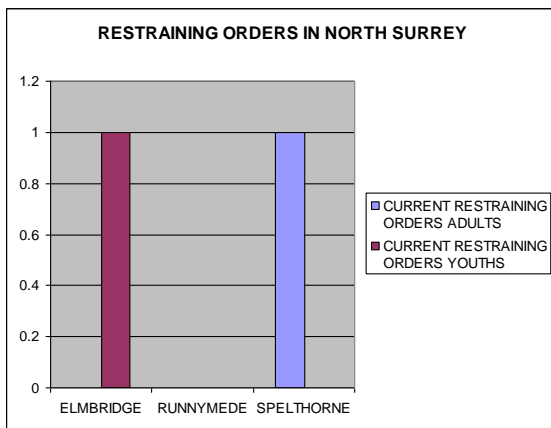 RESTRAINING ORDERS IN NORTH SURREY
1.2
1
0.8
0.6
0.4
0.2
0
ELMBRIDGE RUNNYMEDE SPELTHORNE
CURRENT RESTRAINING
ORDERS ADULTS
CURRENT RESTRAINING
ORDERS YOUTHS